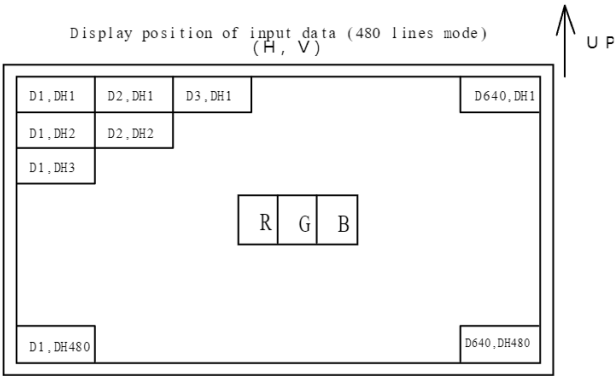 Display position of input data (480 lines mode)
(H, V)
UP
D1,DH1 D2,DH1 D3,DH1 D640,DH1
D1,DH2 D2,DH2
D1,DH3
R G B
D1,DH480 D640,DH480